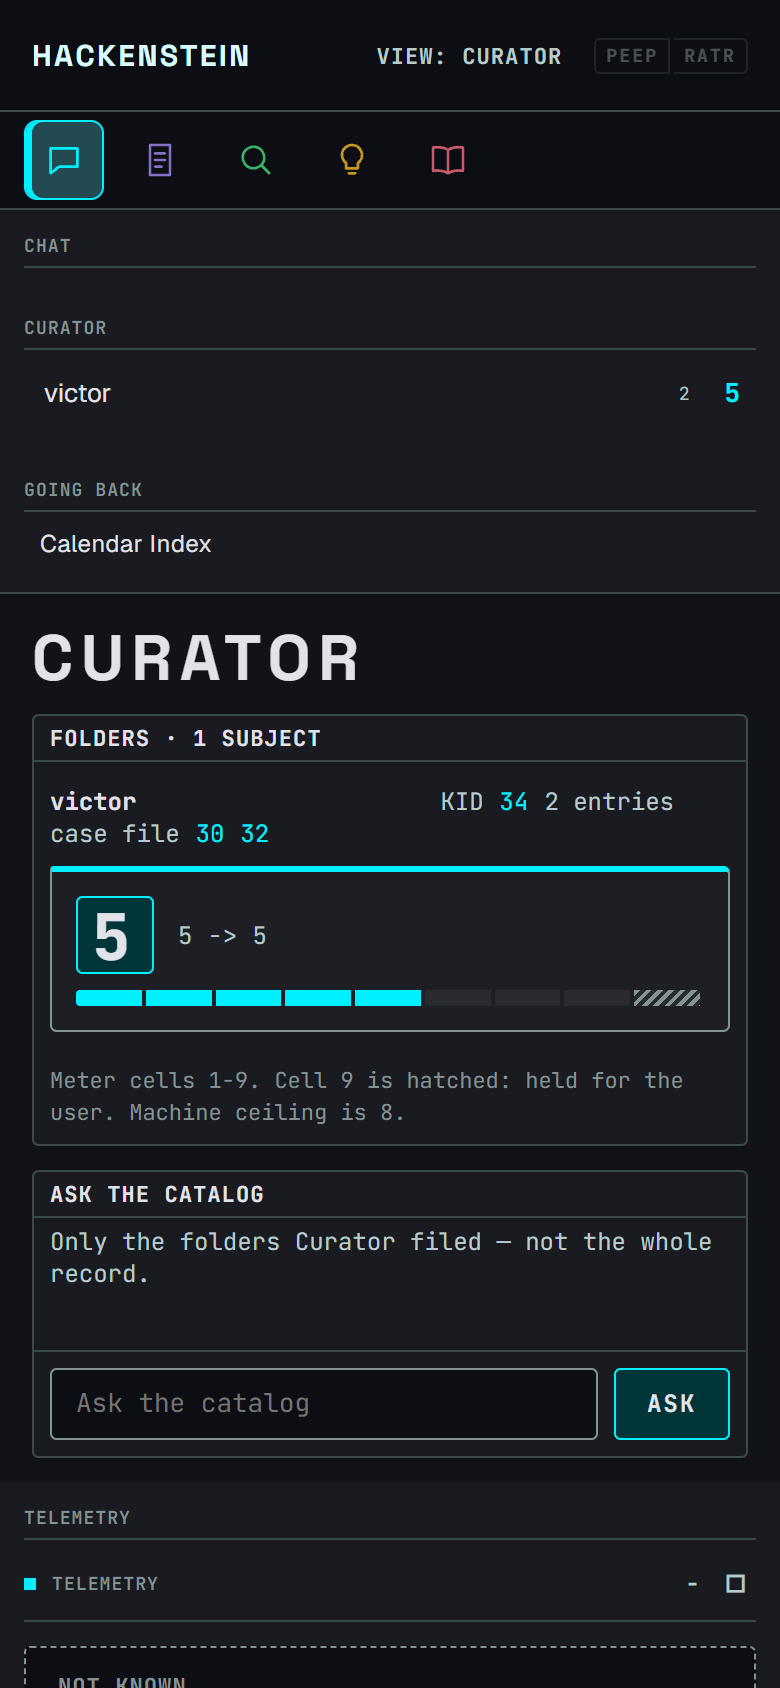 HACKENSTEIN
VIEW: CURATOR
PEEP
RATR
CHAT
CURATOR
victor 2 5
GOING BACK
Calendar Index
CURATOR
FOLDERS · 1 SUBJECT
victor KID 34 2 entries
case file 30 32
5 5 -> 5
Meter cells 1-9. Cell 9 is hatched: held for the
user. Machine ceiling is 8.
ASK THE CATALOG
Only the folders Curator filed — not the whole
record.
Ask the catalog
ASK
TELEMETRY
TELEMETRY -
NOT KNOWN